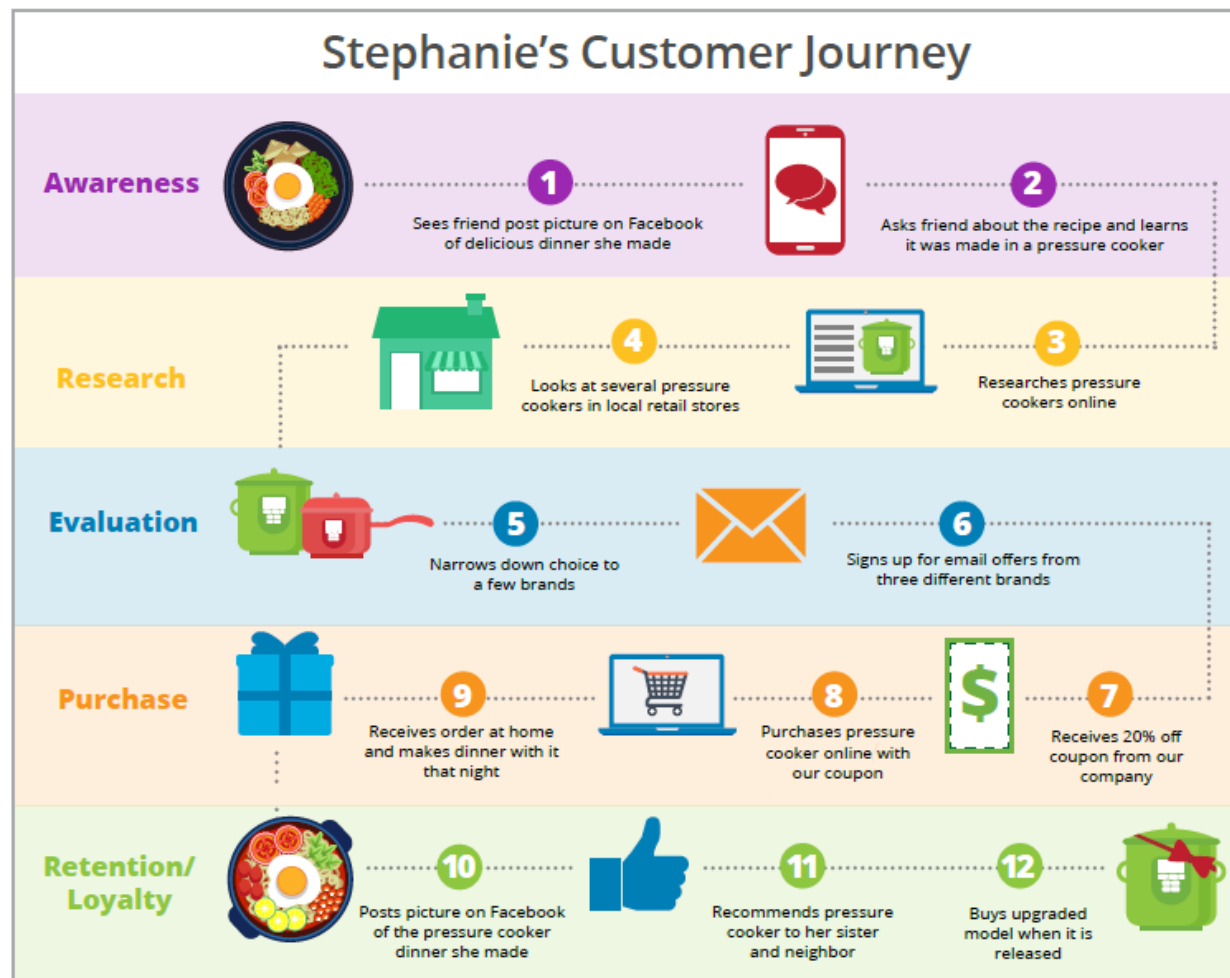 Stephanie's Customer Journey
Awareness
1
Sees friend post picture on Facebook
of delicious dinner she made
2
Asks friend about the recipe and learns
it was made in a pressure cooker
Research
3
Researches pressure
cookers online
4
Looks at several pressure
cookers in local retail stores
Evaluation
5
Narrows down choice to
a few brands
6
Signs up for email offers from
three different brands
Purchase
7
Receives 20% off
coupon from our
company
$
8
Purchases pressure
cooker online with
our coupon
9
Receives order at home
and makes dinner with it
that night
Retention/
Loyalty
10
Posts picture on Facebook
of the pressure cooker
dinner she made
11
Recommends pressure
cooker to her sister
and neighbor
12
Buys upgraded
model when it is
released